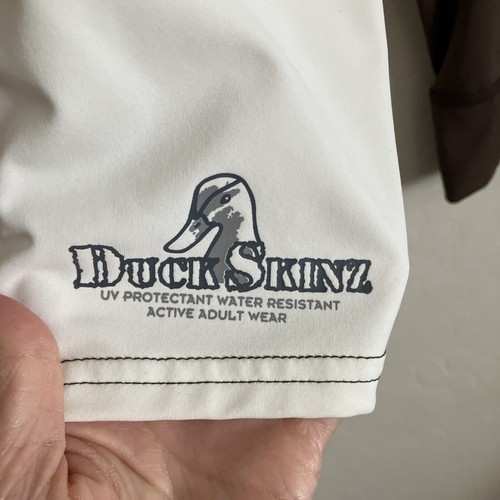 DUCK SKINZ
UV PROTECTANT WATER RESISTANT
ACTIVE ADULT WEAR